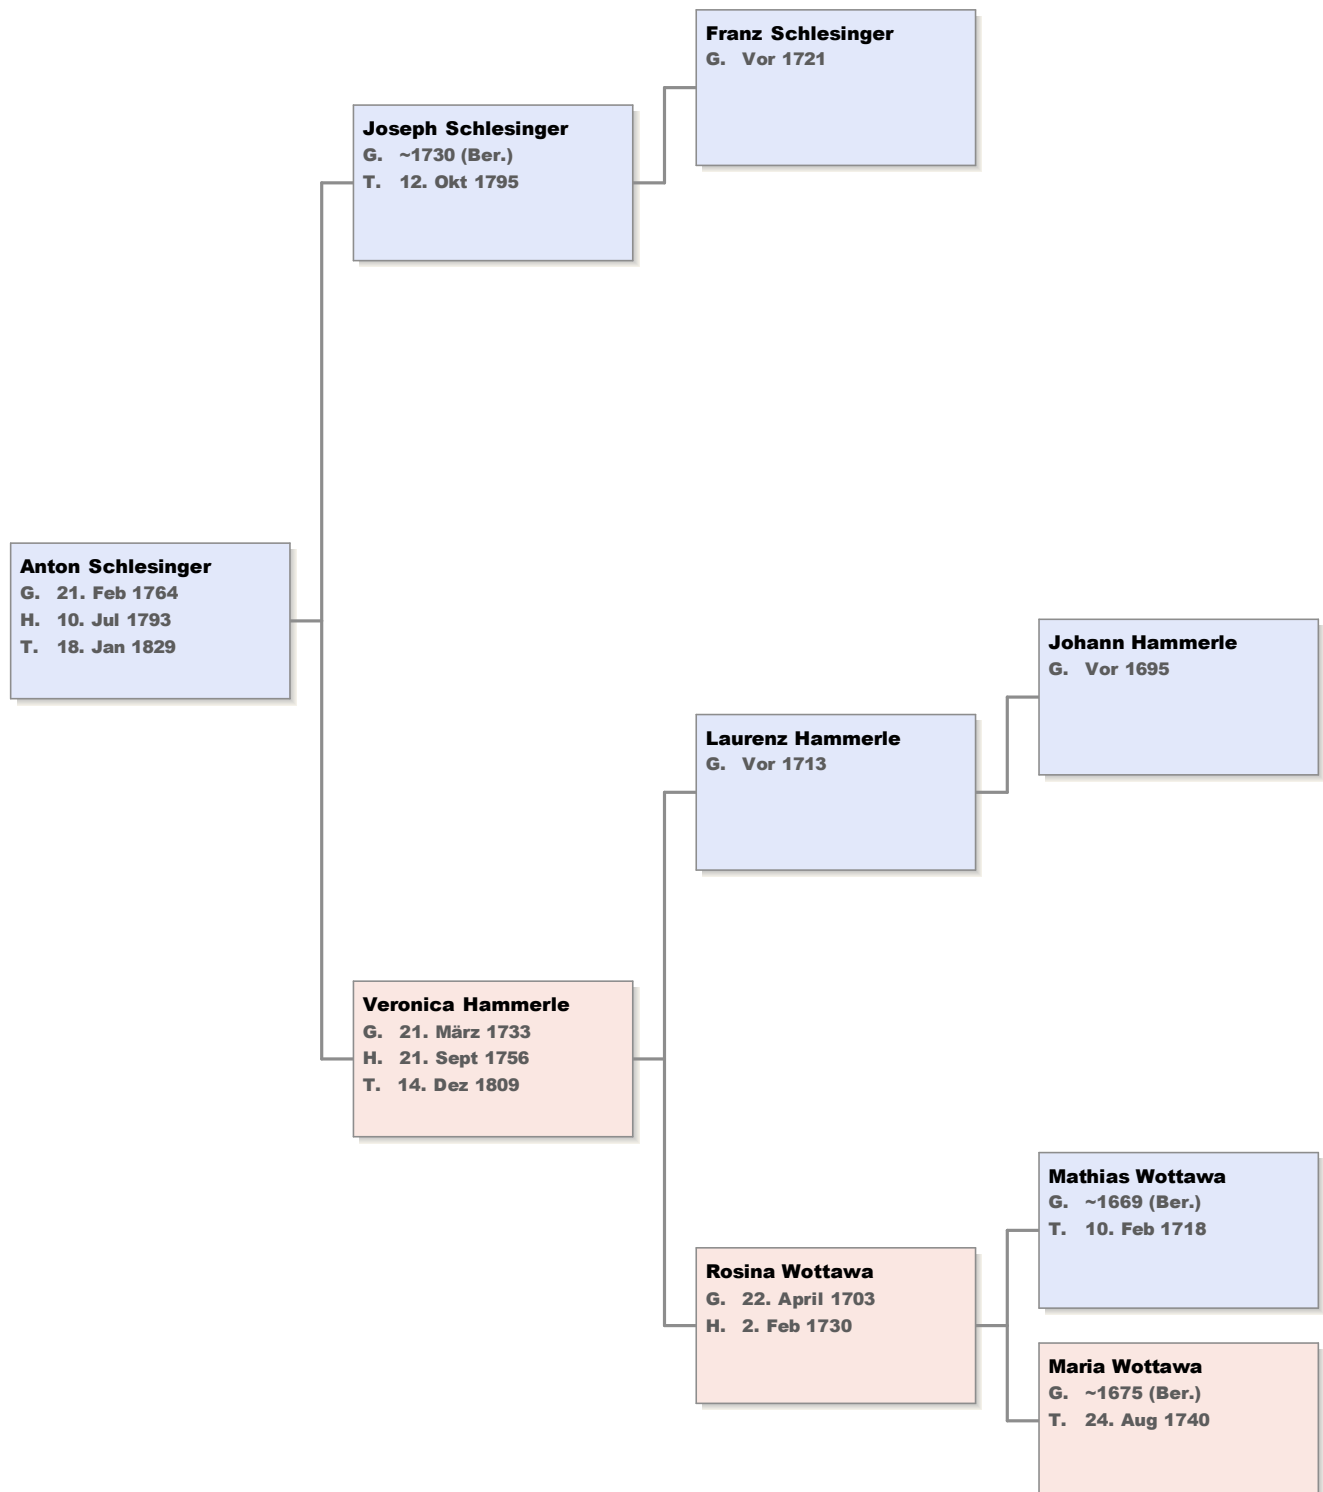 Franz Schlesinger
G. Vor 1721
Joseph Schlesinger
G. ~1730 (Ber.)
T. 12. Okt 1795
Anton Schlesinger
G. 21. Feb 1764
H. 10. Jul 1793
T. 18. Jan 1829
Johann Hammerle
G. Vor 1695
Laurenz Hammerle
G. Vor 1713
Veronica Hammerle
G. 21. März 1733
H. 21. Sept 1756
T. 14. Dez 1809
Mathias Wottawa
G. ~1669 (Ber.)
T. 10. Feb 1718
Rosina Wottawa
G. 22. April 1703
H. 2. Feb 1730
Maria Wottawa
G. ~1675 (Ber.)
T. 24. Aug 1740